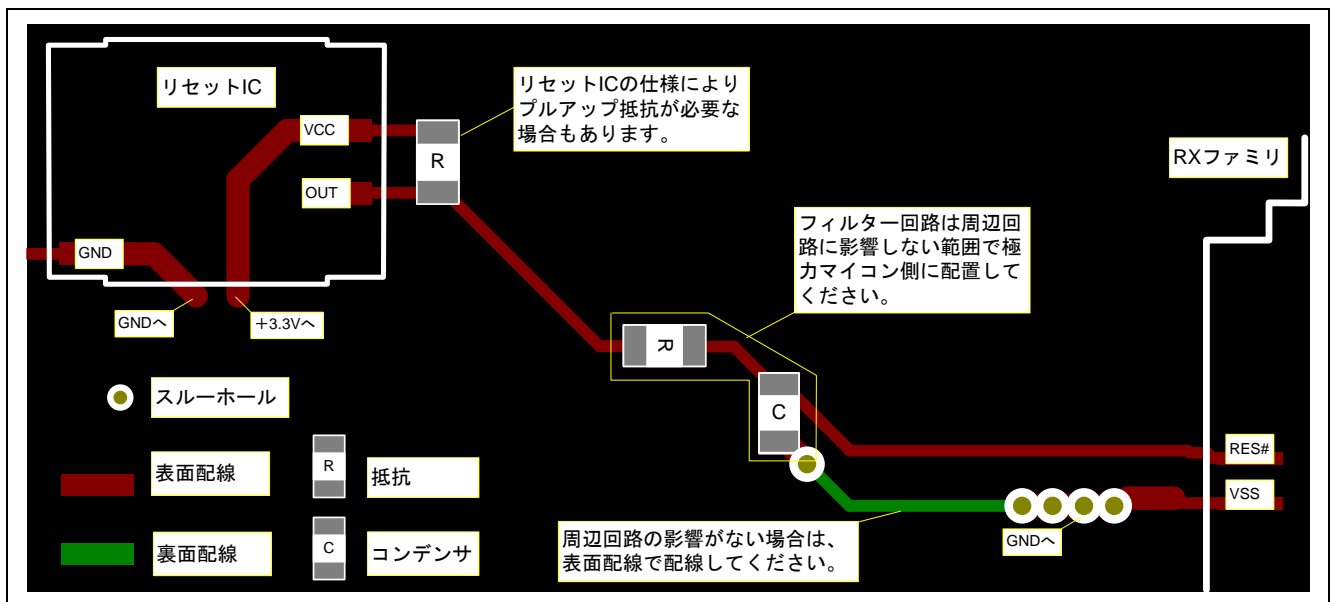 リセットIC
リセットICの仕様により
プルアップ抵抗が必要な
場合もあります。
VCC
R
OUT
RXファミリ
GND
フィルター回路は周辺回
路に影響しない範囲で極
力マイコン側に配置して
ください。
GNDへ
+3.3Vへ
R
スルーホール
C
RES#
表面配線
R
抵抗
VSS
周辺回路の影響がない場合は、
表面配線で配線してください。
GNDへ
裏面配線
C
コンデンサ